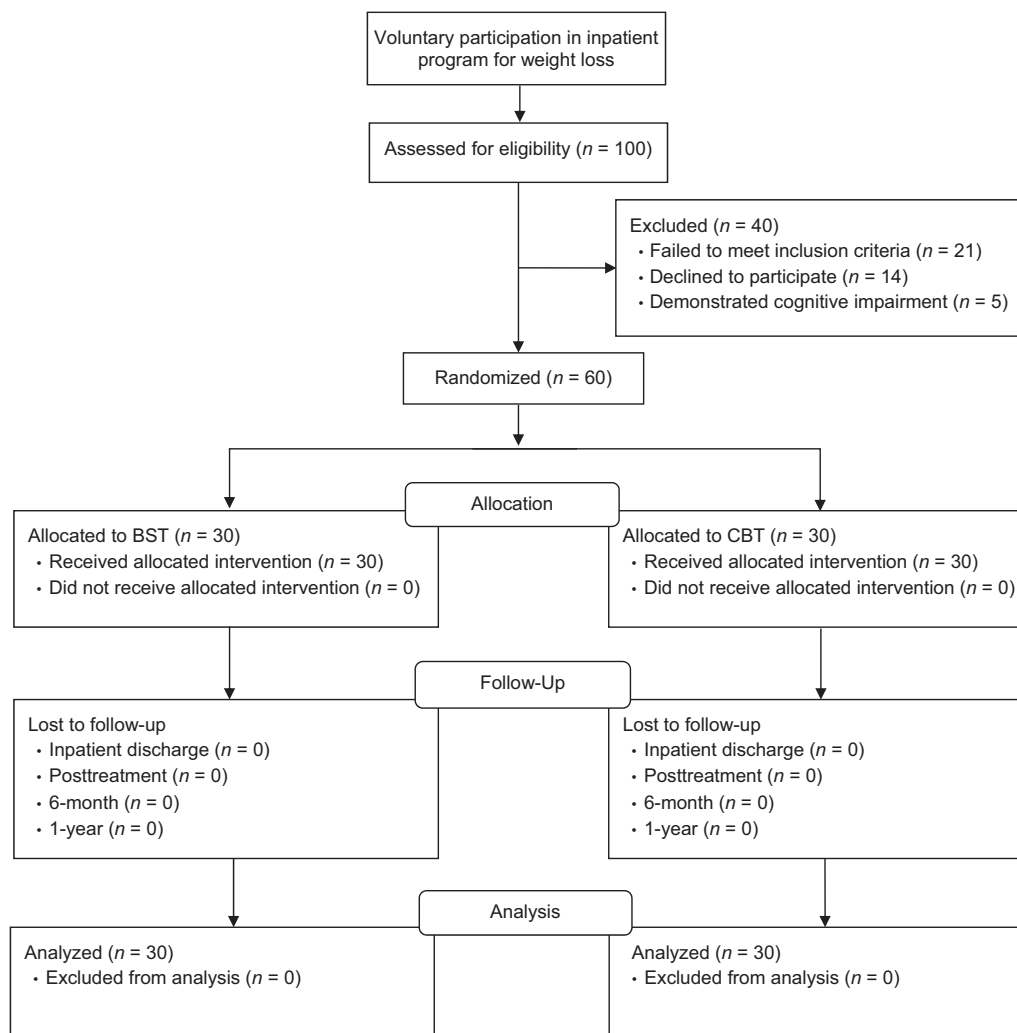 Voluntary participation in inpatient
program for weight loss
Assessed for eligibility (n = 100)
Excluded (n = 40)
• Failed to meet inclusion criteria (n = 21)
• Declined to participate (n = 14)
• Demonstrated cognitive impairment (n = 5)
Randomized (n = 60)
Allocation
Allocated to BST (n = 30)
• Received allocated intervention (n = 30)
• Did not receive allocated intervention (n = 0)
Allocated to CBT (n = 30)
• Received allocated intervention (n = 30)
• Did not receive allocated intervention (n = 0)
Follow-Up
Lost to follow-up
• Inpatient discharge (n = 0)
• Posttreatment (n = 0)
• 6-month (n = 0)
• 1-year (n = 0)
Lost to follow-up
• Inpatient discharge (n = 0)
• Posttreatment (n = 0)
• 6-month (n = 0)
• 1-year (n = 0)
Analysis
Analyzed (n = 30)
• Excluded from analysis (n = 0)
Analyzed (n = 30)
• Excluded from analysis (n = 0)